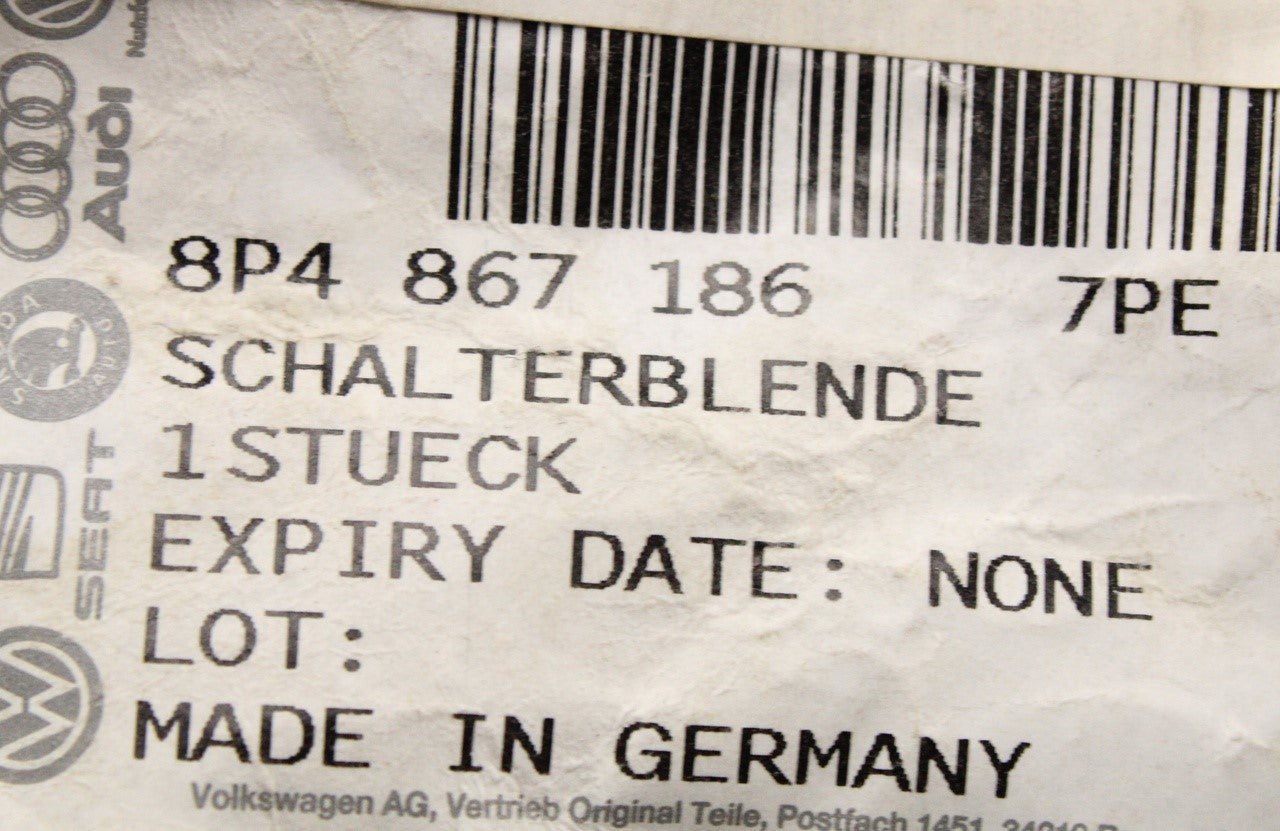 Audi
SEAT
8P4 867 186 7PE
SCHALTERBLENDE
1STUECK
EXPIRY DATE: NONE
LOT:
MADE IN GERMANY
Volkswagen AG, Vertrieb Original Teile, Postfach 1451,